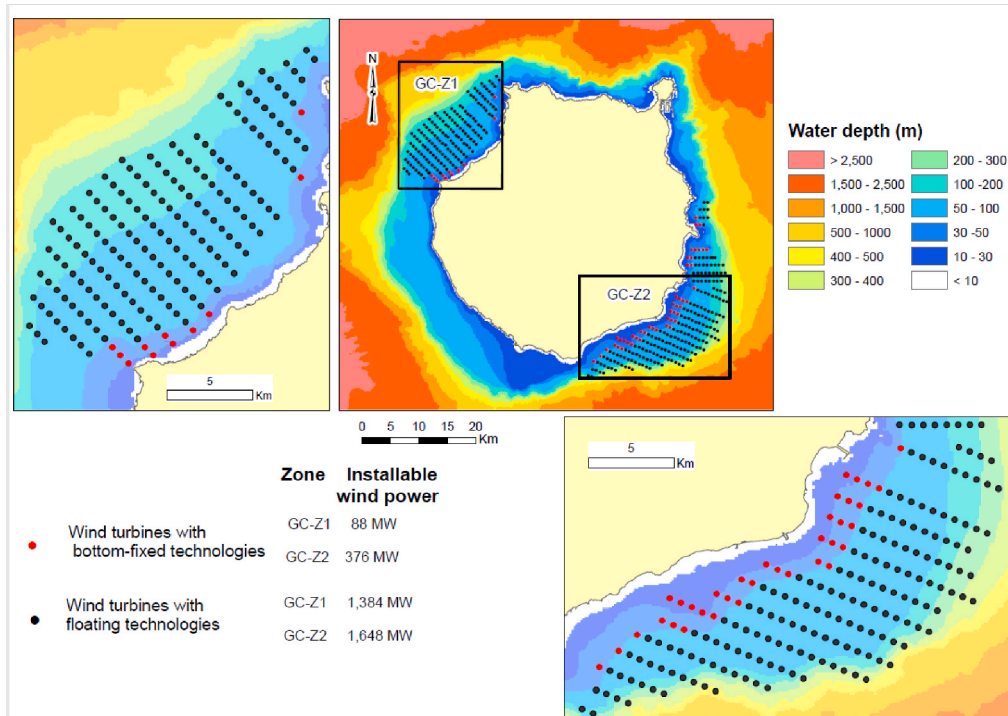 N
GC-Z1
GC-Z2
5
Km
0 5 10 15 20
Km
Water depth (m)
> 2,500
1,500 - 2,500
1,000 - 1,500
500 - 1000
400 - 500
300 - 400
200 - 300
100 -200
50 - 100
30 -50
10 - 30
< 10
Zone Installable
wind power
Wind turbines with
bottom-fixed technologies
GC-Z1 88 MW
GC-Z2 376 MW
Wind turbines with
floating technologies
GC-Z1 1,384 MW
GC-Z2 1,648 MW
5
Km